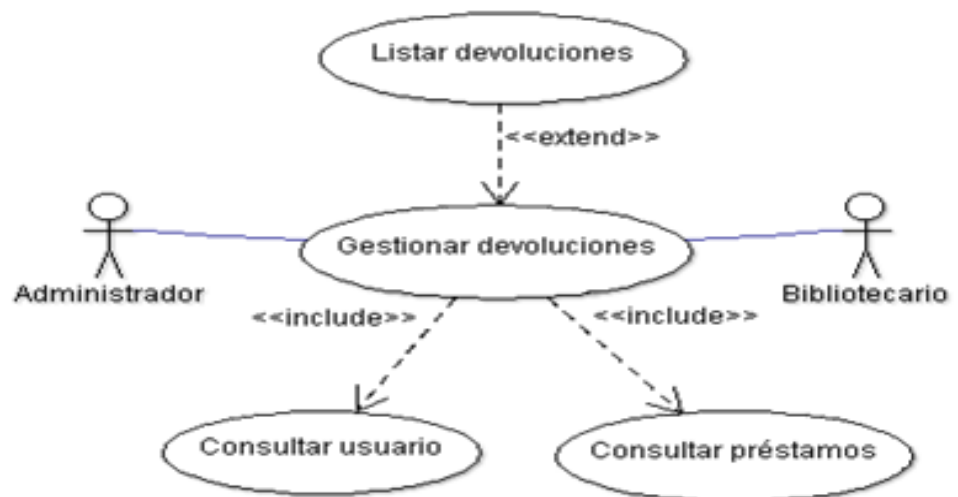 Listar devoluciones
<<extend>>
Gestionar devoluciones
Administrador
Bibliotecario
<<include>>
<<include>>
Consultar usuario
Consultar préstamos